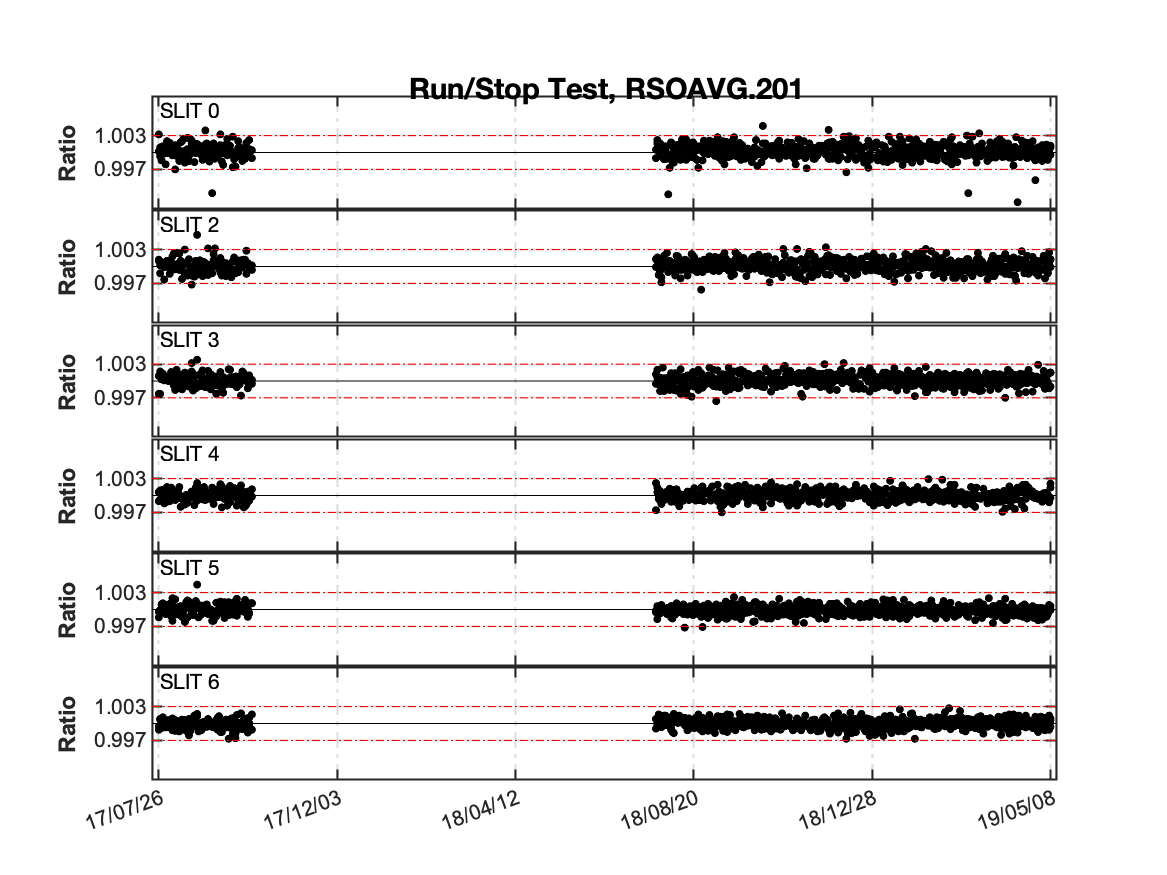 Run/Stop Test, RSOAVG.201
SLIT 0
1.003
0.997
Ratio
SLIT 2
1.003
0.997
Ratio
SLIT 3
1.003
0.997
Ratio
SLIT 4
1.003
0.997
Ratio
SLIT 5
1.003
0.997
Ratio
SLIT 6
1.003
0.997
Ratio
17/07/26 17/12/03 18/04/12 18/08/20 18/12/28 19/05/08